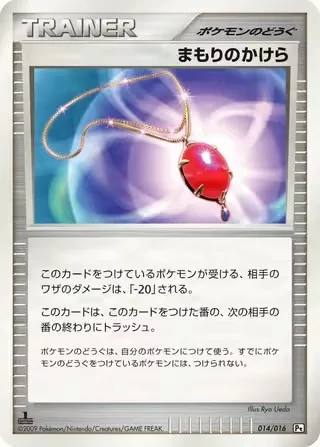 TRAINER
ポケモンのどうぐ
まもりのかけら
このカードをつけているポケモンが受ける、相手の
ワザのダメージは、「-20」される。
このカードは、このカードをつけた番の、次の相手の
番の終わりにトラッシュ。
ポケモンのどうぐは、自分のポケモンにつけて使う。すでにポケ
モンのどうぐをつけているポケモンには、つけられない。
Illus. Ryo Ueda
1
©2009 Pokémon/Nintendo/Creatures/GAME FREAK.
014/016
Pt